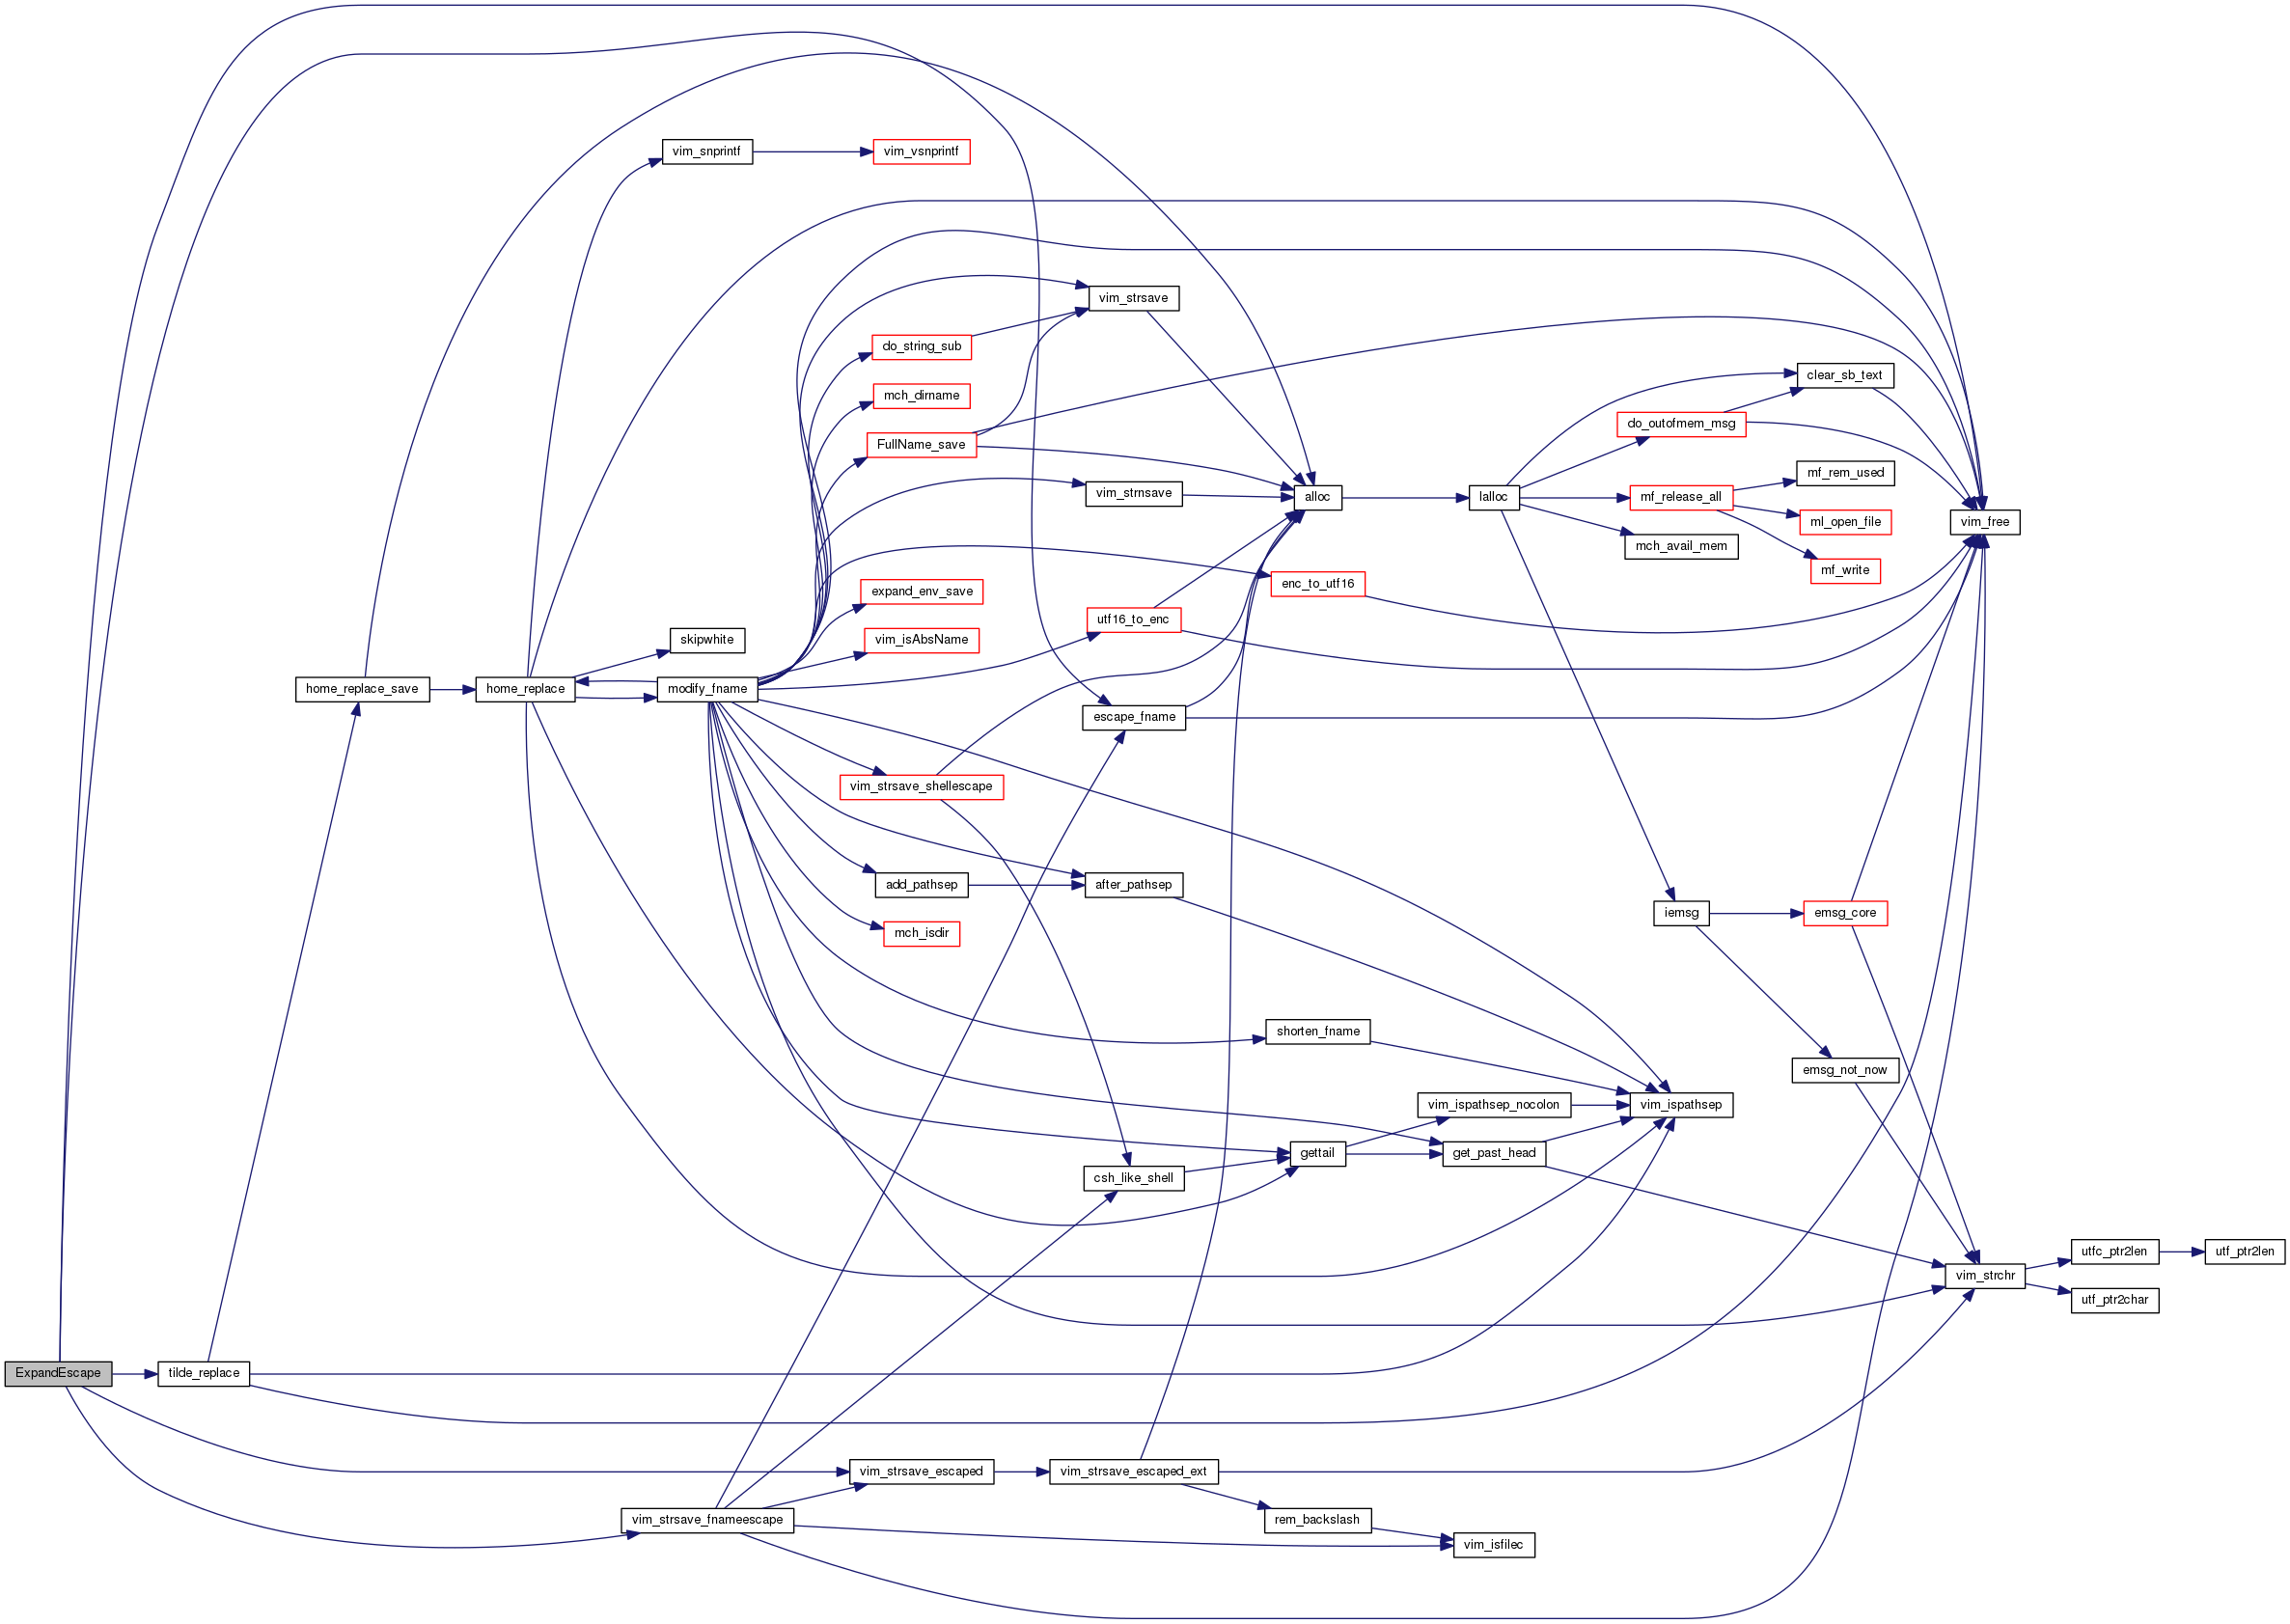 vim_snprintf
vim_vsnprintf
vim_strsave
do_string_sub
clear_sb_text
mch_dirname
do_outofmem_msg
FullName_save
mf_rem_used
vim_strnsave
alloc
lalloc
mf_release_all
ml_open_file
vim_free
mch_avail_mem
mf_write
enc_to_utf16
expand_env_save
utf16_to_enc
skipwhite
vim_isAbsName
home_replace_save
home_replace
modify_fname
escape_fname
vim_strsave_shellescape
add_pathsep
after_pathsep
iemsg
emsg_core
mch_isdir
shorten_fname
emsg_not_now
vim_ispathsep_nocolon
vim_ispathsep
gettail
get_past_head
csh_like_shell
utfc_ptr2len
utf_ptr2len
vim_strchr
utf_ptr2char
ExpandEscape
tilde_replace
vim_strsave_escaped
vim_strsave_escaped_ext
vim_strsave_fnameescape
rem_backslash
vim_isfilec